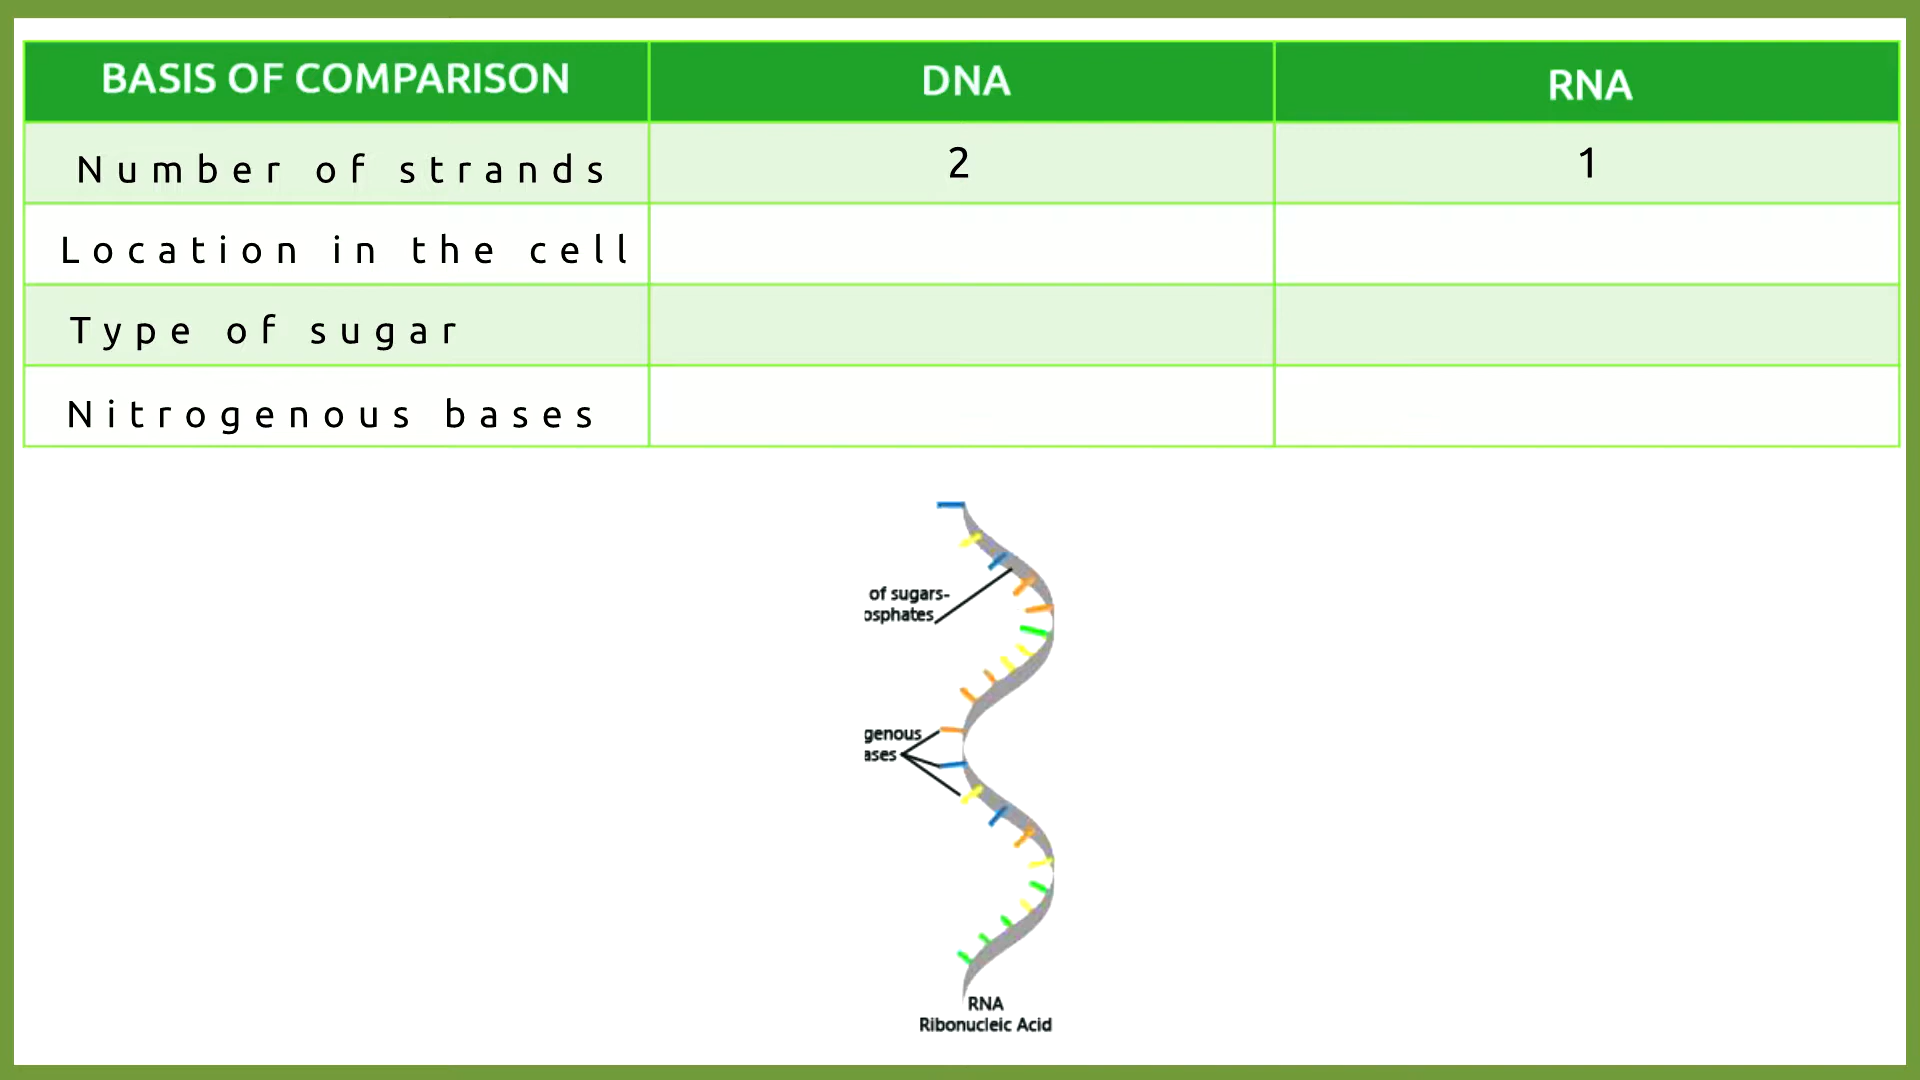 BASIS OF COMPARISON DNA RNA
Number of strands 2 1
Location in the cell
Type of sugar
Nitrogenous bases
of sugars-
osphates
genous
ases
RNA
Ribonucleic Acid